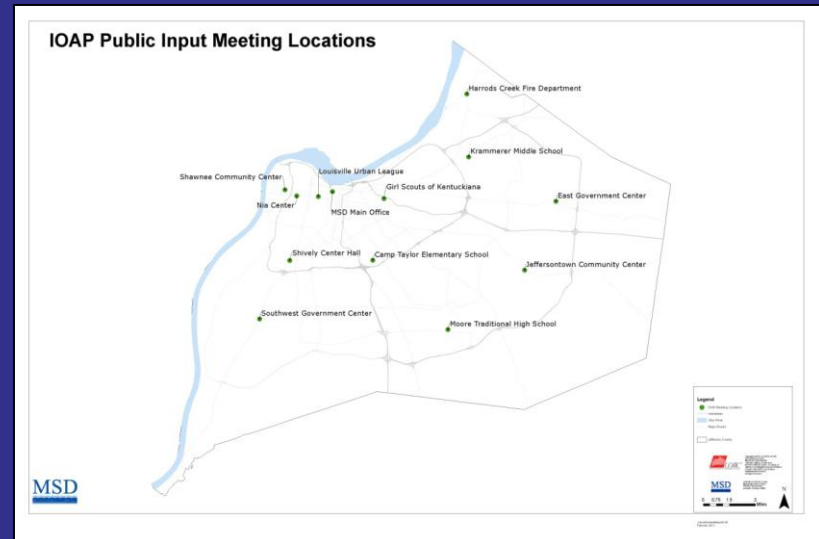 IOAP Public Input Meeting Locations
Harrods Creek Fire Department
Krammerer Middle School
Louisville Urban League
Shawnee Community Center
Girl Scouts of Kentuckiana
East Government Center
Nia Center
MSD Main Office
Shively Center Hall
Camp Taylor Elementary School
Jeffersontown Community Center
Southwest Government Center
Moore Traditional High School
Legend
MSD
MSD
N
Miles